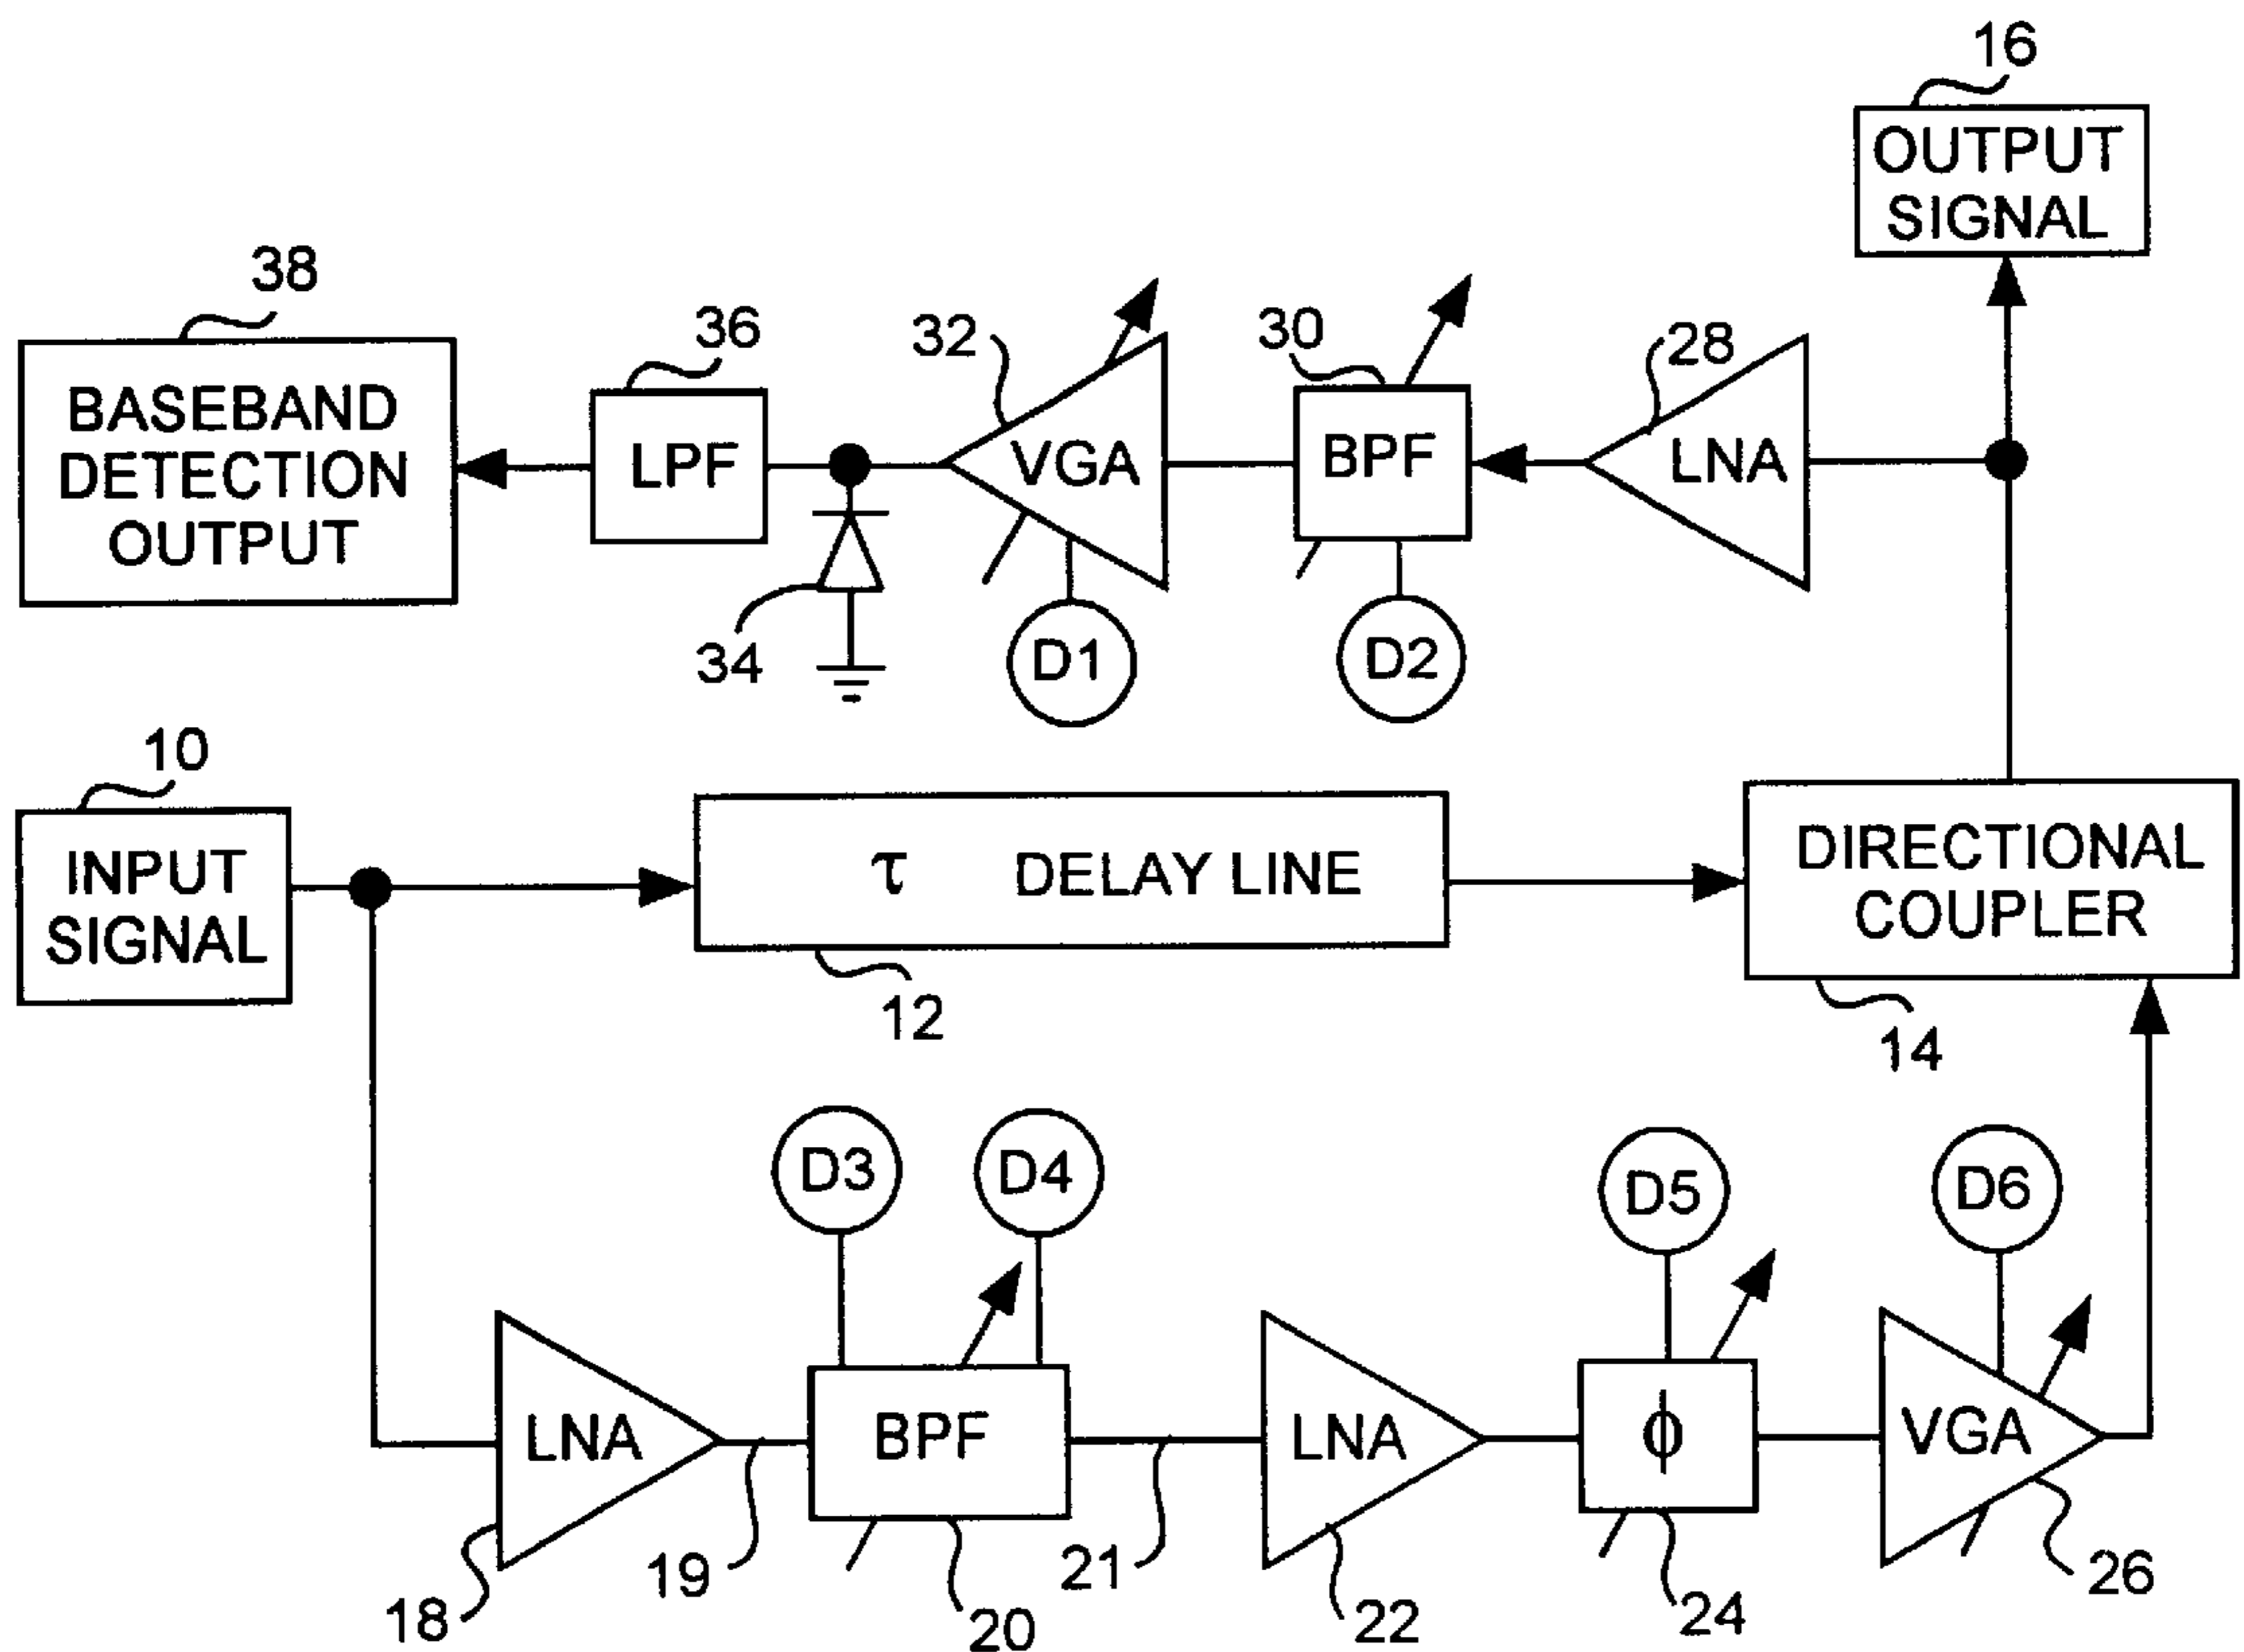 16
OUTPUT
SIGNAL
38
36
32
30
28
BASEBAND
DETECTION
OUTPUT
LPF
VGA
BPF
LNA
34
D1
D2
10
INPUT
SIGNAL
τ DELAY LINE
DIRECTIONAL
COUPLER
12
14
D3
D4
D5
D6
LNA
BPF
LNA
ϕ
VGA
18
19
20
21
22
24
26